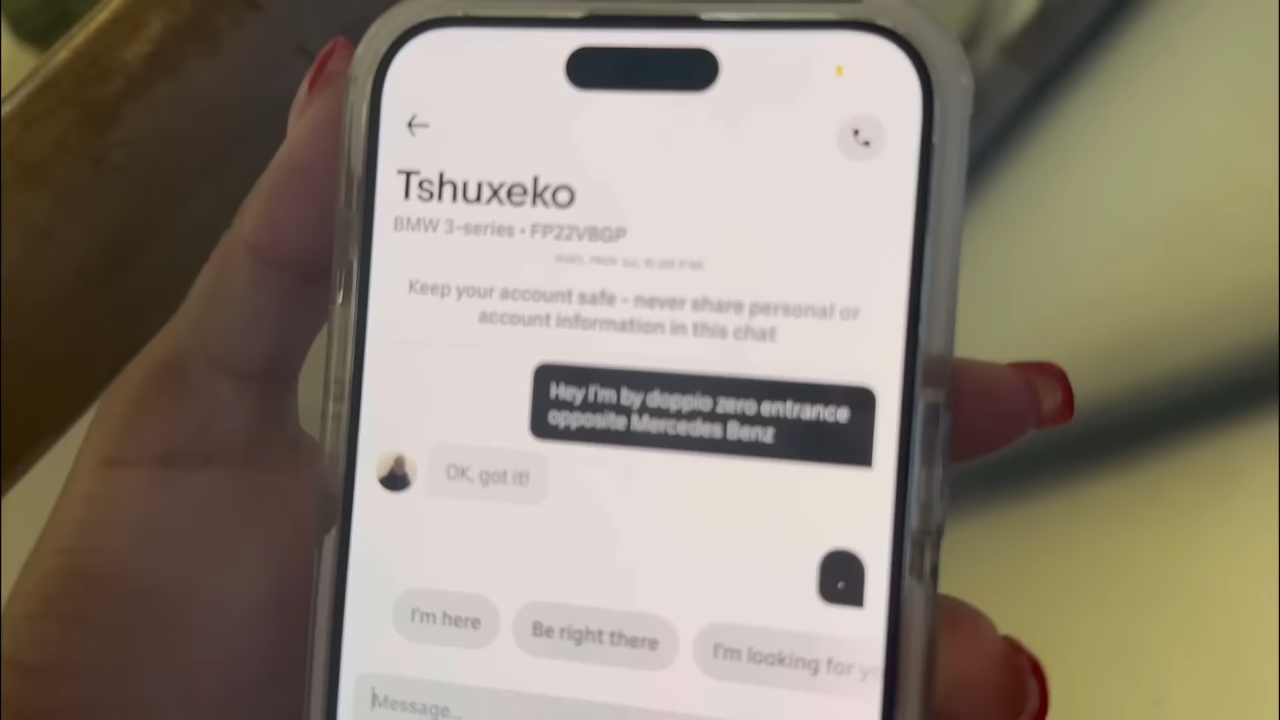 Tshuxeko
BMW 3-series • FP22VBGP
Keep your account safe - never share personal or
account information in this chat
Hey I'm by doppio zero entrance
opposite Mercedes Benz
OK, got it!
.
I'm here
Be right there
I'm looking for yo
Message...